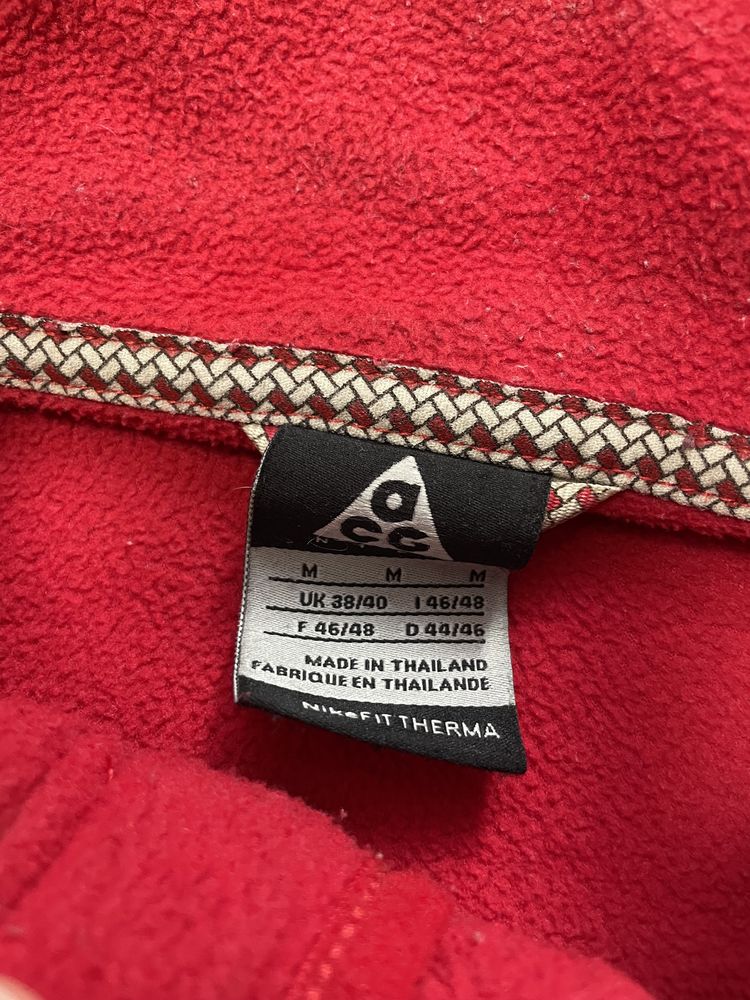 acg
M M M
UK 38/40 I 46/48
F 46/48 D 44/46
MADE IN THAILAND
FABRIQUE EN THAILANDE
NIKeFIT THERMA